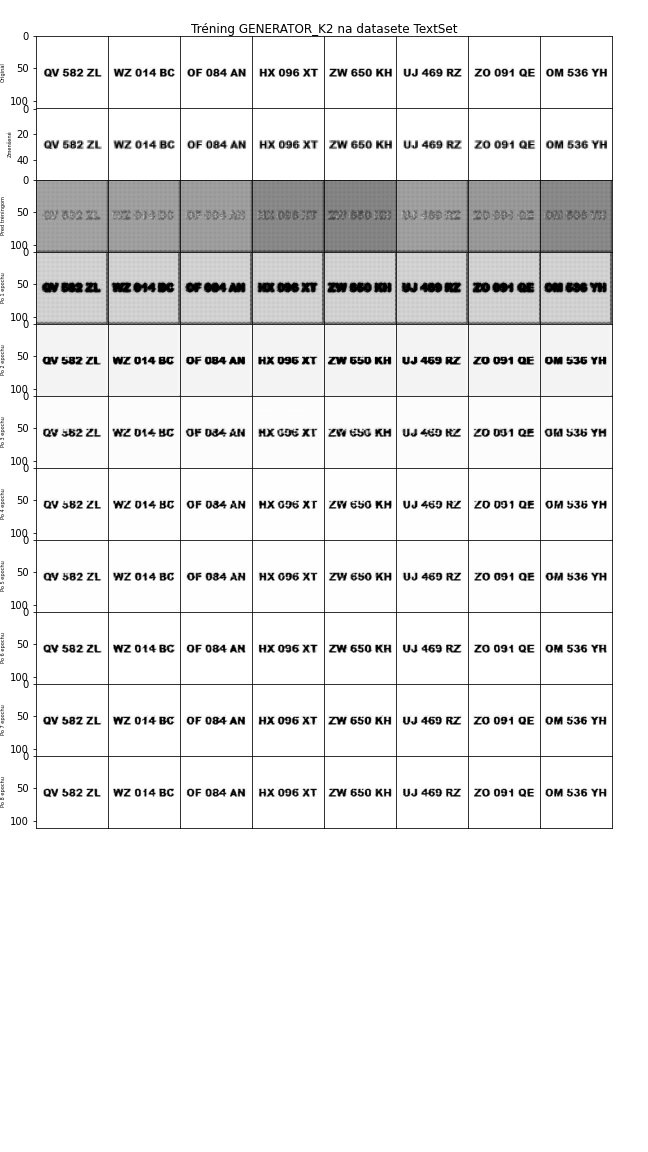 Tréning GENERATOR_K2 na datasete TextSet
Originál
0
50
100
QV 582 ZL WZ 014 BC OF 084 AN HX 096 XT ZW 650 KH UJ 469 RZ ZO 091 QE OM 536 YH
Zmenšené
0
20
40
QV 582 ZL WZ 014 BC OF 084 AN HX 096 XT ZW 650 KH UJ 469 RZ ZO 091 QE OM 536 YH
Pred tréningom
0
50
100
QV 582 ZL WZ 014 BC OF 084 AN HX 096 XT ZW 650 KH UJ 469 RZ ZO 091 QE OM 536 YH
Po 1 epochu
0
50
100
QV 582 ZL WZ 014 BC OF 084 AN HX 096 XT ZW 650 KH UJ 469 RZ ZO 091 QE OM 536 YH
Po 2 epochu
0
50
100
QV 582 ZL WZ 014 BC OF 084 AN HX 096 XT ZW 650 KH UJ 469 RZ ZO 091 QE OM 536 YH
Po 3 epochu
0
50
100
QV 582 ZL WZ 014 BC OF 084 AN HX 096 XT ZW 650 KH UJ 469 RZ ZO 091 QE OM 536 YH
Po 4 epochu
0
50
100
QV 582 ZL WZ 014 BC OF 084 AN HX 096 XT ZW 650 KH UJ 469 RZ ZO 091 QE OM 536 YH
Po 5 epochu
0
50
100
QV 582 ZL WZ 014 BC OF 084 AN HX 096 XT ZW 650 KH UJ 469 RZ ZO 091 QE OM 536 YH
Po 6 epochu
0
50
100
QV 582 ZL WZ 014 BC OF 084 AN HX 096 XT ZW 650 KH UJ 469 RZ ZO 091 QE OM 536 YH
Po 7 epochu
0
50
100
QV 582 ZL WZ 014 BC OF 084 AN HX 096 XT ZW 650 KH UJ 469 RZ ZO 091 QE OM 536 YH
Po 8 epochu
0
50
100
QV 582 ZL WZ 014 BC OF 084 AN HX 096 XT ZW 650 KH UJ 469 RZ ZO 091 QE OM 536 YH